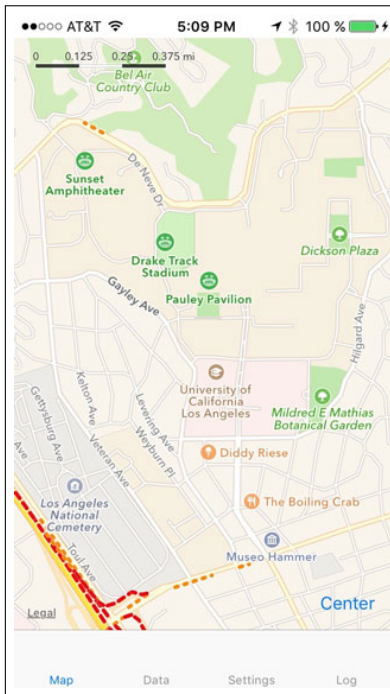 AT&T 5:09 PM 100 %
0 0.125 0.25 0.375 mi
Bel Air
Country Club
De Neve Dr
Sunset
Amphitheater
Drake Track
Stadium
Dickson Plaza
Gayley Ave
Pauley Pavilion
Hilgard Ave
University of
California
Los Angeles
Kelton Ave
Gettysburg Ave
Levering Ave
Mildred E Mathias
Botanical Garden
Weyburn Pl
Veteran Ave
Ave
Diddy Riese
Los Angeles
National
Cemetery
The Boiling Crab
Toul Ave
Museo Hammer
Legal
Center
Map Data Settings Log